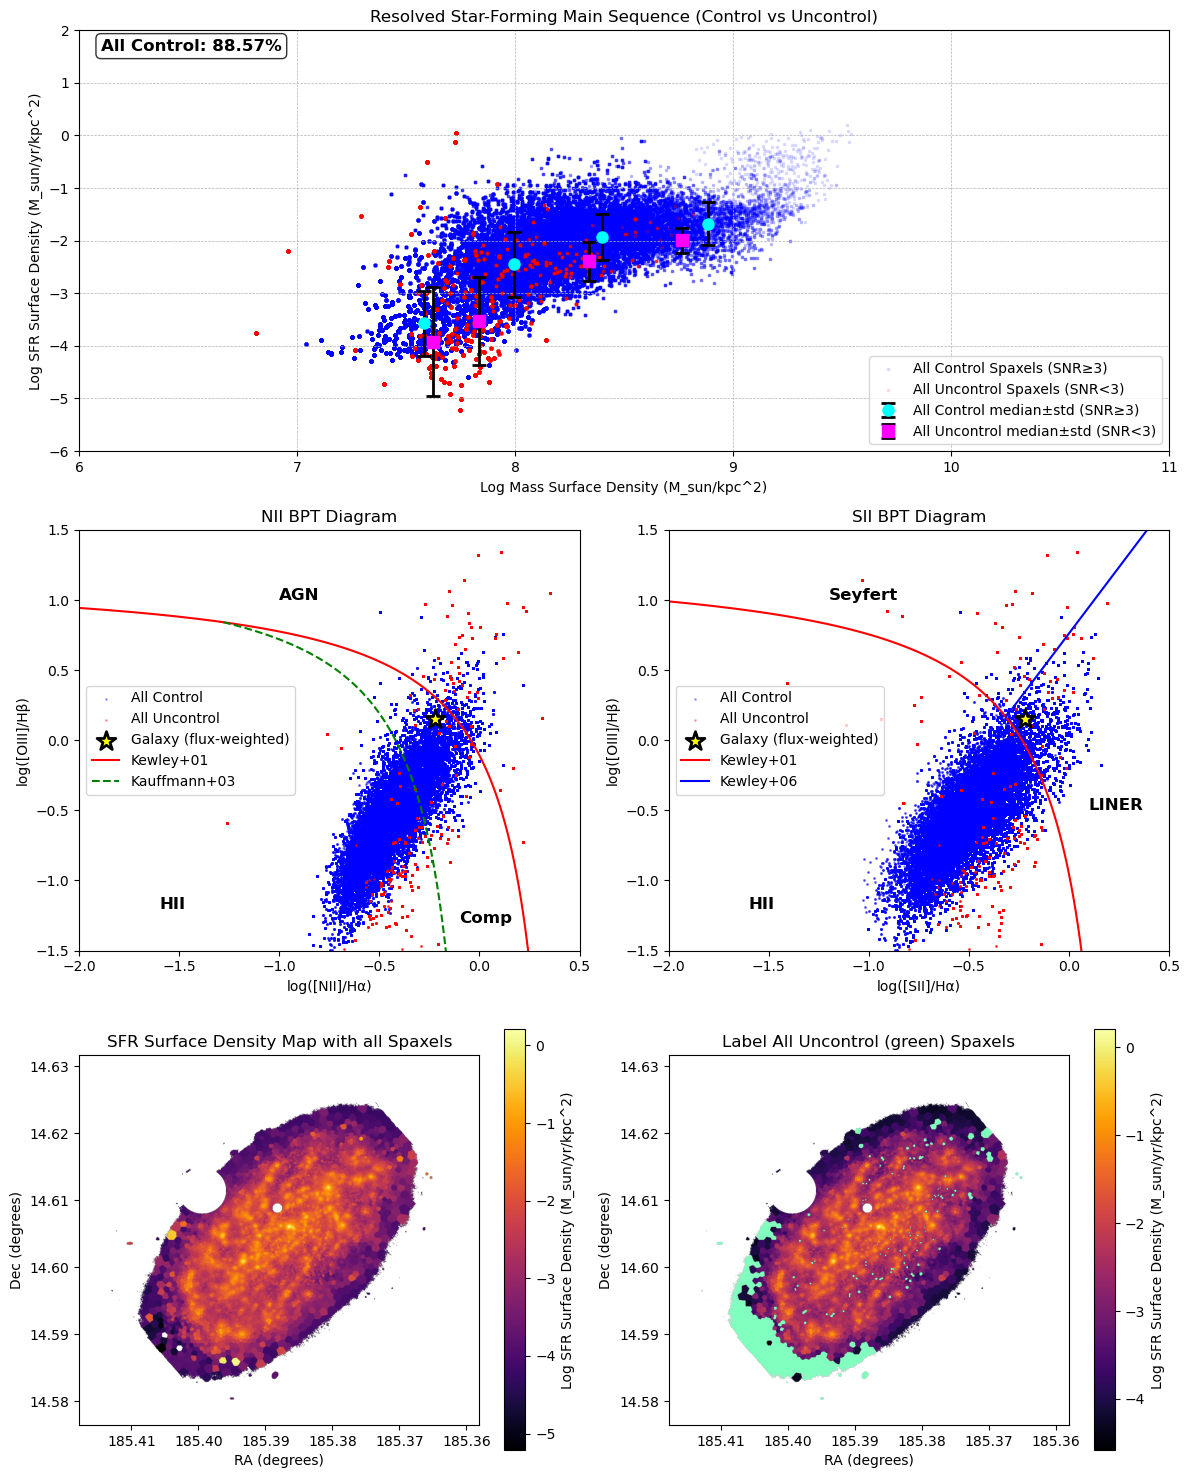 Resolved Star-Forming Main Sequence (Control vs Uncontrol)
All Control: 88.57%
Log SFR Surface Density (M_sun/yr/kpc^2)
2
1
0
−1
−2
−3
−4
−5
−6
All Control Spaxels (SNR≥3)
All Uncontrol Spaxels (SNR<3)
All Control median±std (SNR≥3)
All Uncontrol median±std (SNR<3)
6 7 8 9 10 11
Log Mass Surface Density (M_sun/kpc^2)
NII BPT Diagram
log([OIII]/Hβ)
1.5
1.0
0.5
0.0
−0.5
−1.0
−1.5
AGN
All Control
All Uncontrol
Galaxy (flux-weighted)
Kewley+01
Kauffmann+03
HII
Comp
−2.0 −1.5 −1.0 −0.5 0.0 0.5
log([NII]/Hα)
SII BPT Diagram
log([OIII]/Hβ)
1.5
1.0
0.5
0.0
−0.5
−1.0
−1.5
Seyfert
All Control
All Uncontrol
Galaxy (flux-weighted)
Kewley+01
Kewley+06
LINER
HII
−2.0 −1.5 −1.0 −0.5 0.0 0.5
log([SII]/Hα)
SFR Surface Density Map with all Spaxels
Dec (degrees)
14.63
14.62
14.61
14.60
14.59
14.58
185.41 185.40 185.39 185.38 185.37 185.36
RA (degrees)
0
−1
−2
−3
−4
−5
Log SFR Surface Density (M_sun/yr/kpc^2)
Label All Uncontrol (green) Spaxels
Dec (degrees)
14.63
14.62
14.61
14.60
14.59
14.58
185.41 185.40 185.39 185.38 185.37 185.36
RA (degrees)
0
−1
−2
−3
−4
Log SFR Surface Density (M_sun/yr/kpc^2)